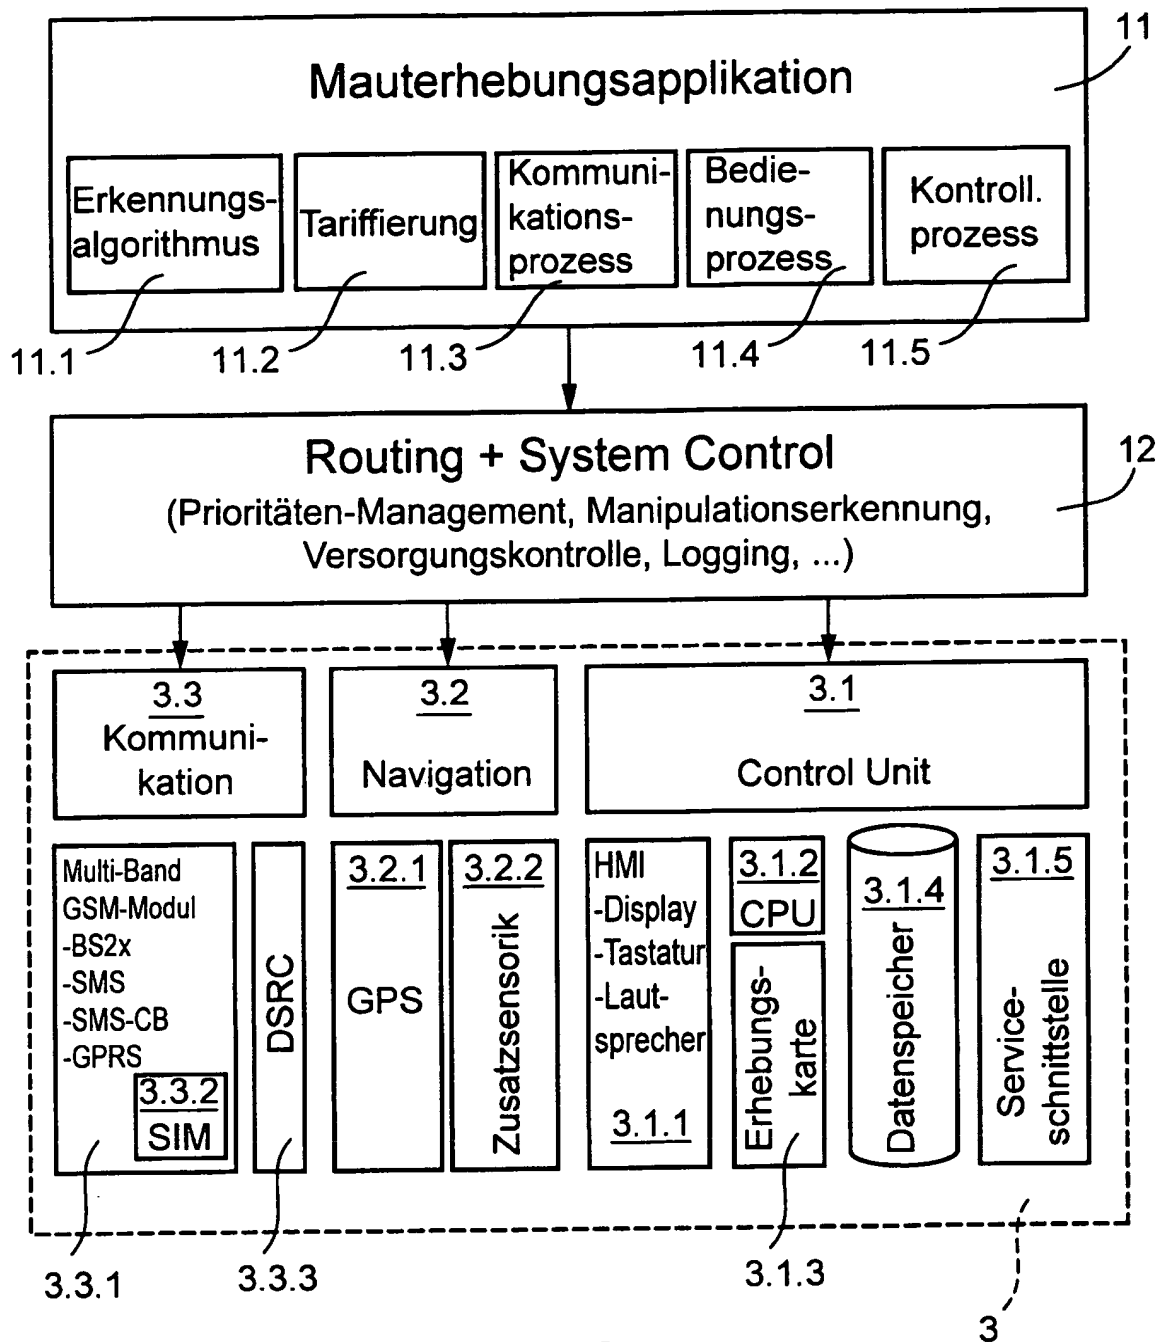 11
Mauterhebungsapplikation
Erkennungs-
algorithmus
Tariffierung
Kommuni-
kations-
prozess
Bedie-
nungs-
prozess
Kontroll.
prozess
11.1
11.2
11.3
11.4
11.5
Routing + System Control
(Prioritäten-Management, Manipulationserkennung,
Versorgungskontrolle, Logging, ...)
12
3.3
Kommuni-
kation
3.2
Navigation
3.1
Control Unit
Multi-Band
GSM-Modul
-BS2x
-SMS
-SMS-CB
-GPRS
3.3.2
SIM
DSRC
3.2.1
GPS
3.2.2
Zusatzsensorik
HMI
-Display
-Tastatur
-Laut-
sprecher
3.1.1
3.1.2
CPU
Erhebungs-
karte
3.1.4
Datenspeicher
3.1.5
Service-
schnittstelle
3.3.1
3.3.3
3.1.3
3